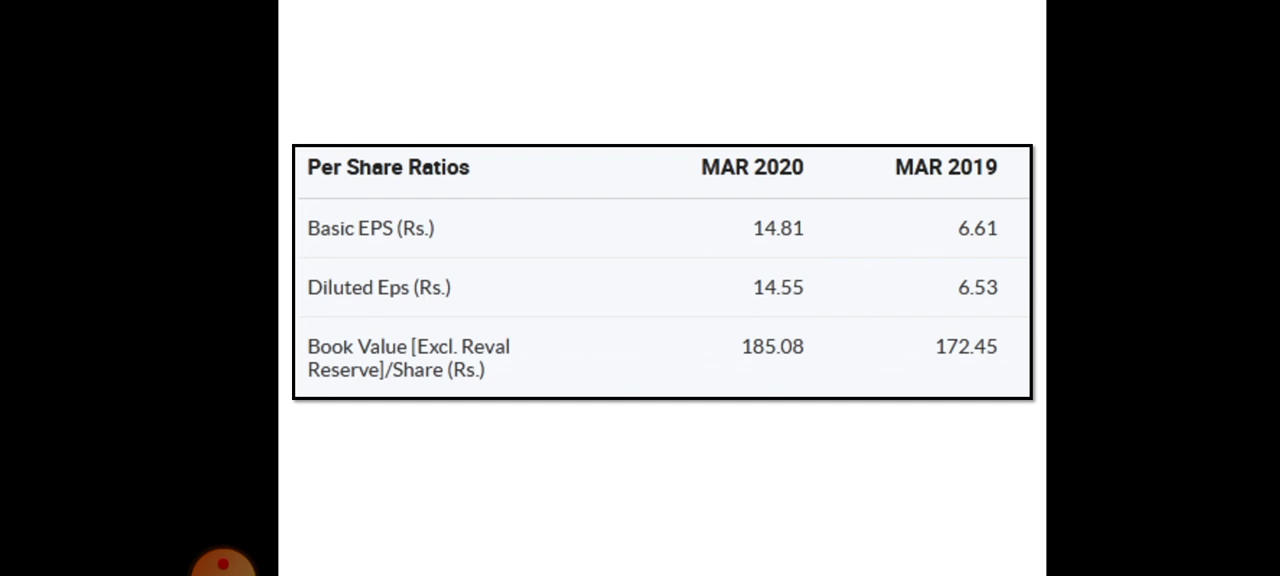 Per Share Ratios MAR 2020 MAR 2019
Basic EPS (Rs.) 14.81 6.61
Diluted Eps (Rs.) 14.55 6.53
Book Value [Excl. Reval 185.08 172.45
Reserve]/Share (Rs.)